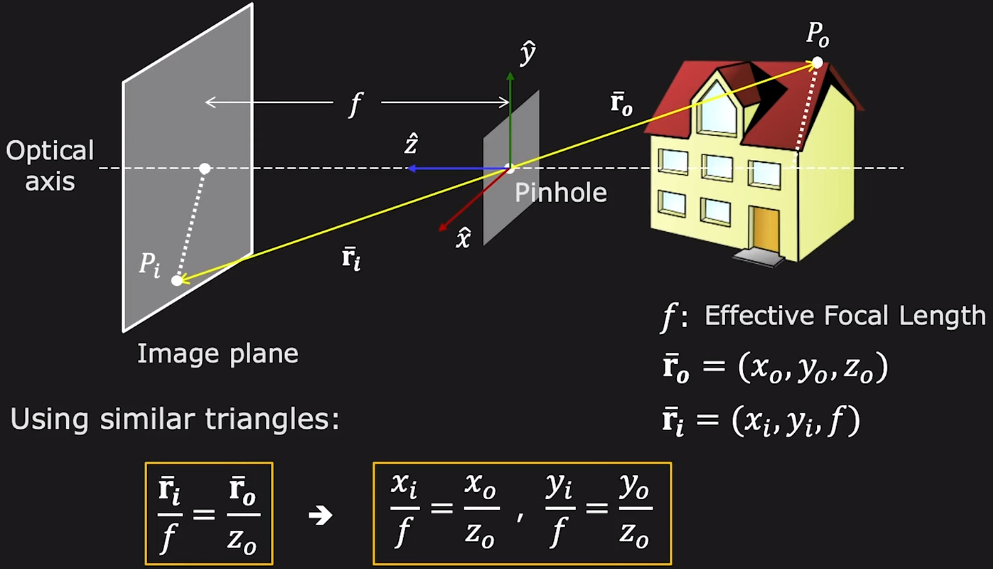 P_o
ŷ
r̄_o
f
Optical
axis
ẑ
Pinhole
x̂
P_i
r̄_i
Image plane
f: Effective Focal Length
r̄_o = (x_o, y_o, z_o)
r̄_i = (x_i, y_i, f)
Using similar triangles:
r̄_i/f = r̄_o/z_o → x_i/f = x_o/z_o , y_i/f = y_o/z_o